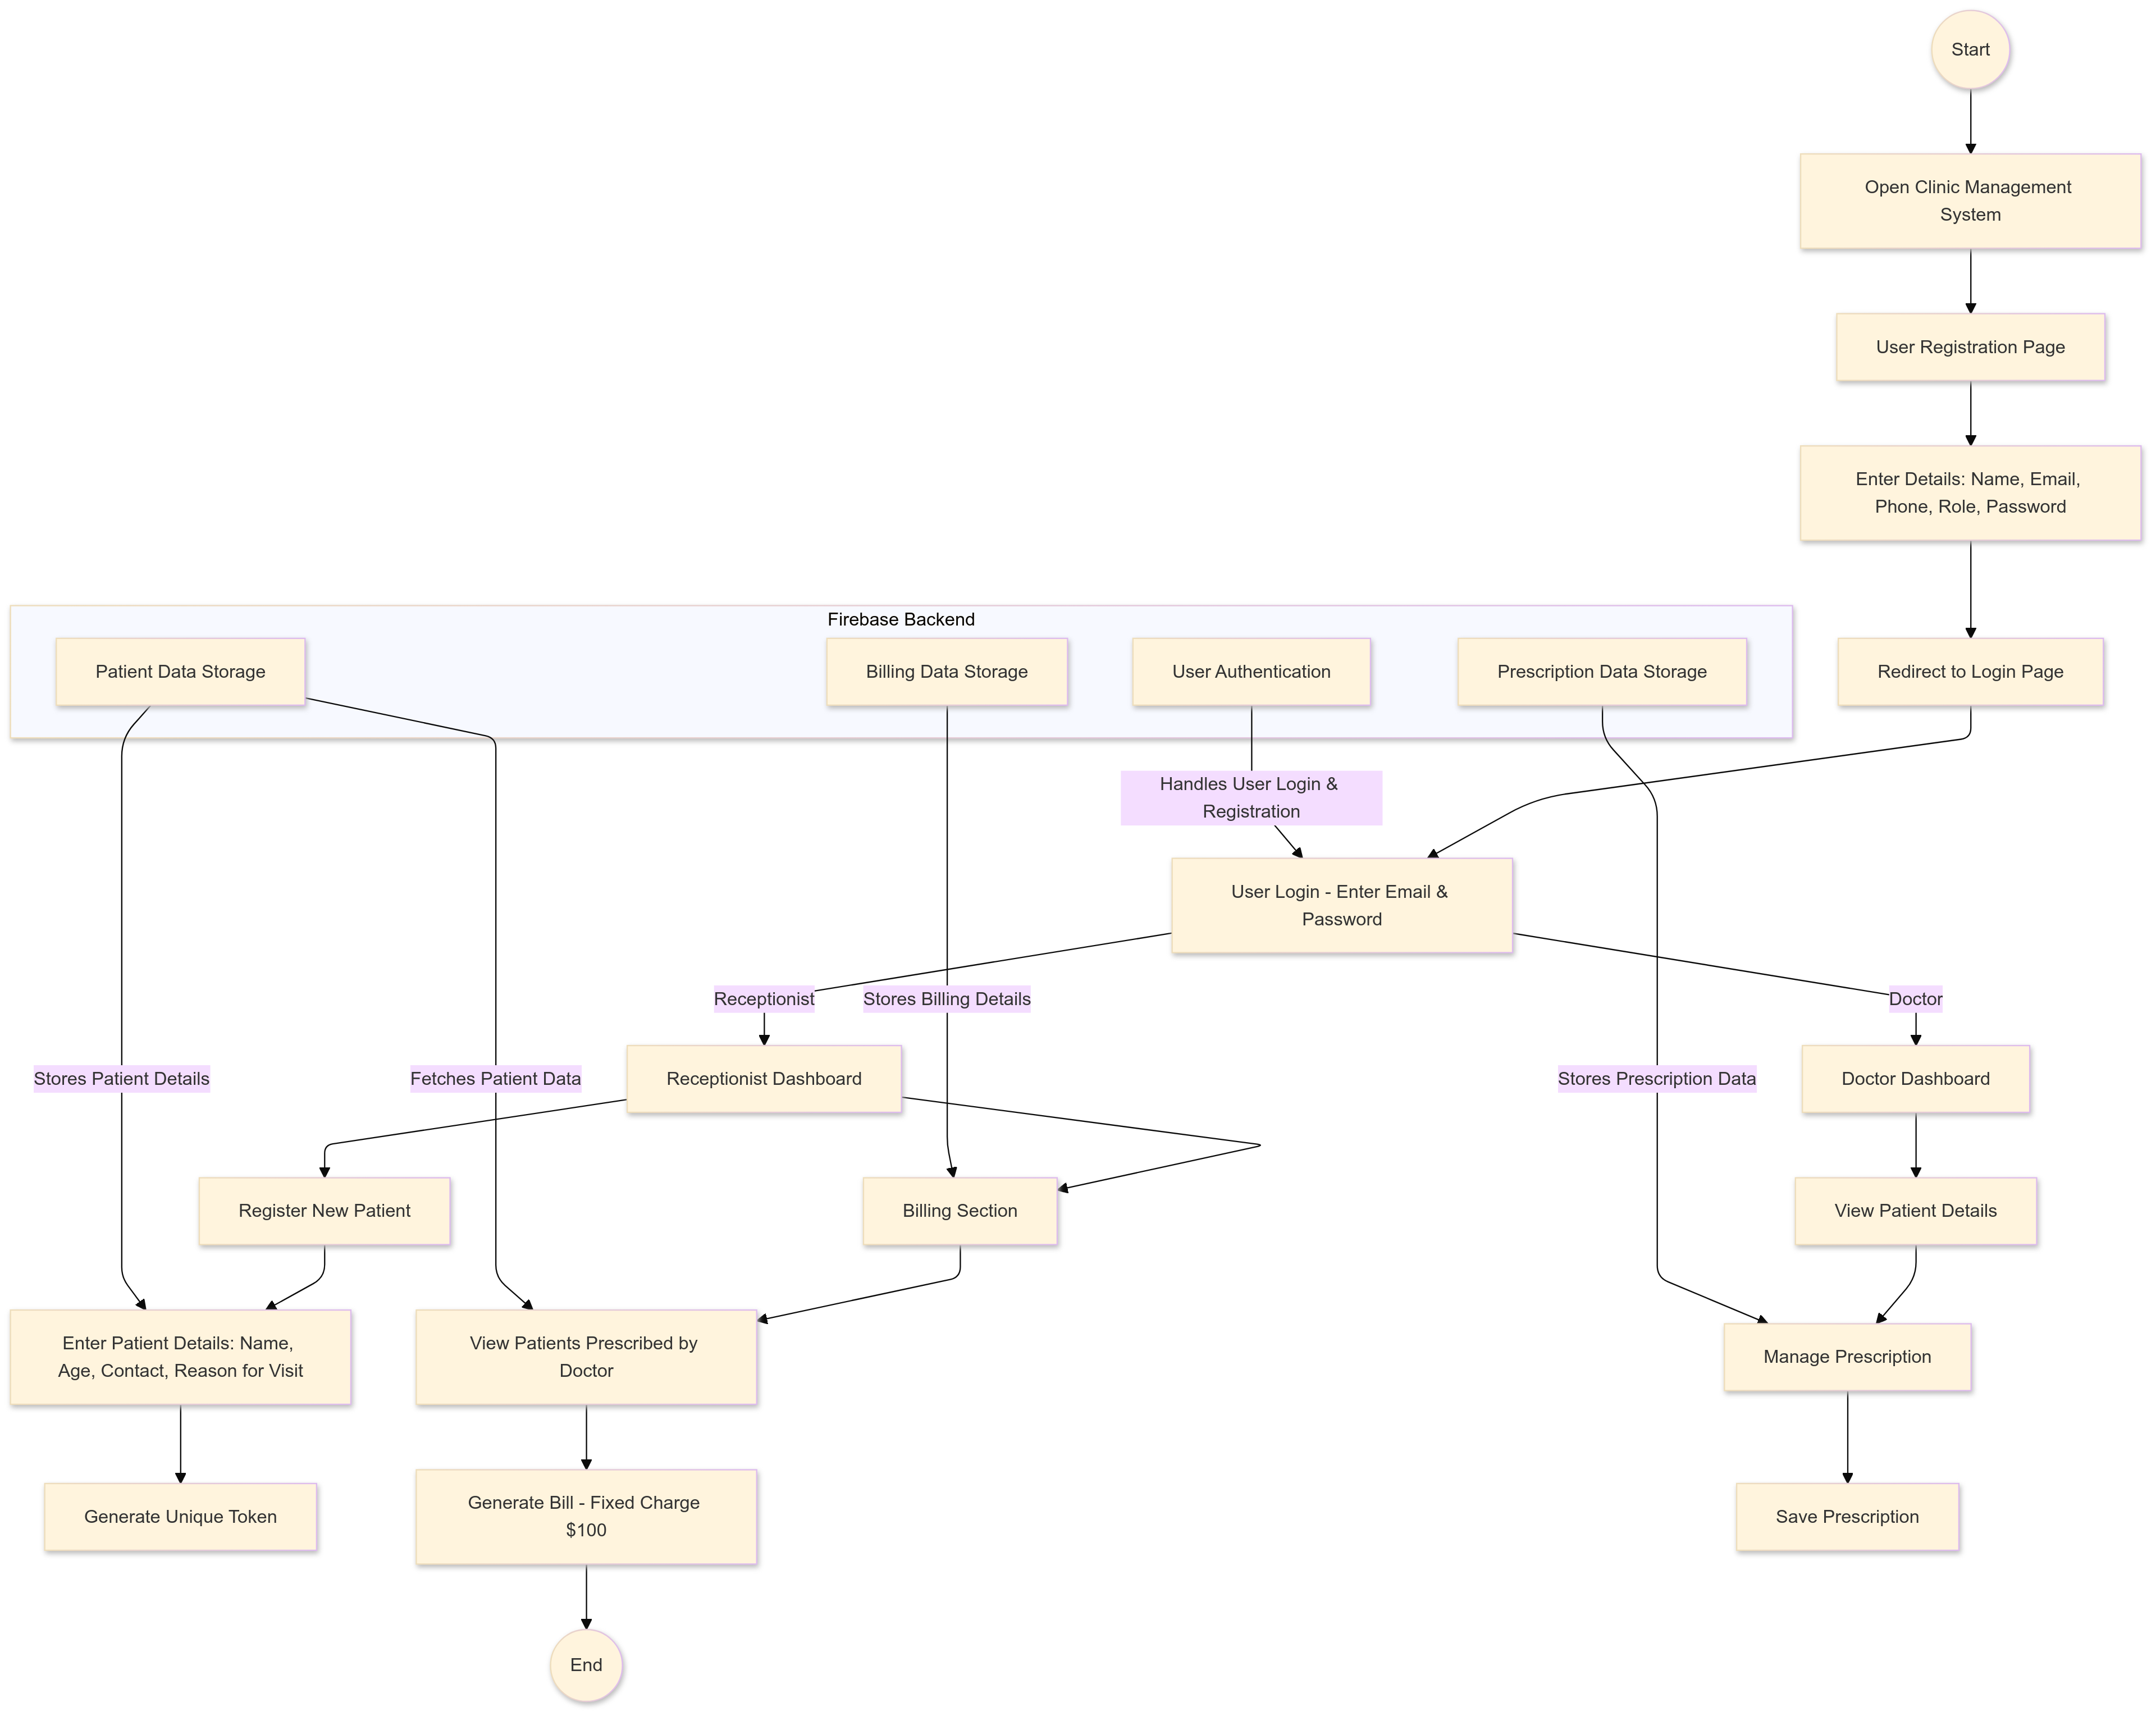 Start
Open Clinic Management
System
User Registration Page
Enter Details: Name, Email,
Phone, Role, Password
Firebase Backend
Patient Data Storage
Billing Data Storage
User Authentication
Prescription Data Storage
Redirect to Login Page
Handles User Login &
Registration
User Login - Enter Email &
Password
Receptionist
Stores Billing Details
Doctor
Stores Patient Details
Fetches Patient Data
Receptionist Dashboard
Stores Prescription Data
Doctor Dashboard
Register New Patient
Billing Section
View Patient Details
Enter Patient Details: Name,
Age, Contact, Reason for Visit
View Patients Prescribed by
Doctor
Manage Prescription
Generate Unique Token
Generate Bill - Fixed Charge
$100
Save Prescription
End